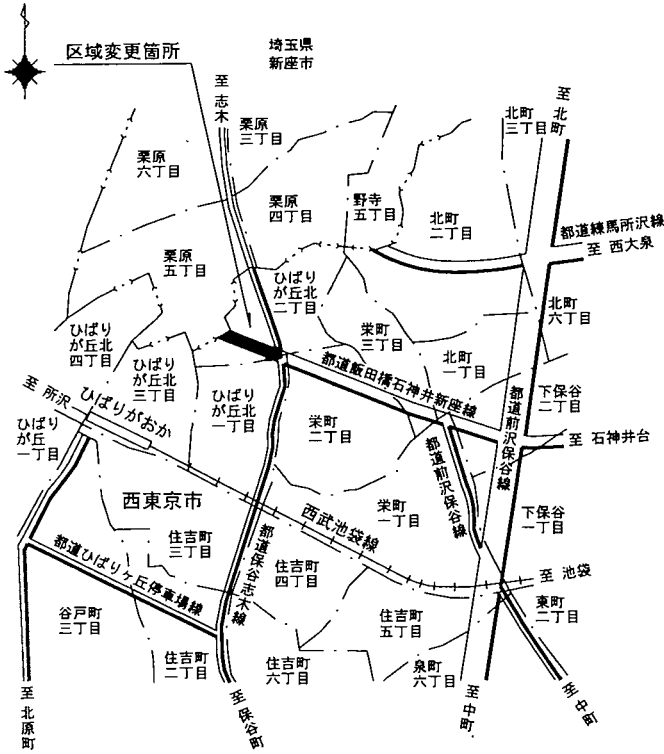 区域変更箇所
埼玉県
新座市
至 志木
至 北町
栗原
三丁目
北町
三丁目
栗原
六丁目
栗原
四丁目
野寺
五丁目
北町
二丁目
都道練馬所沢線
至 西大泉
栗原
五丁目
ひばり
が丘北
二丁目
北町
六丁目
ひばり
が丘北
四丁目
ひばり
が丘北
三丁目
栄町
三丁目
北町
一丁目
都道飯田橋石神井新座線
至 所沢
ひばりがおか
ひばり
が丘北
一丁目
ひばり
が丘
一丁目
栄町
二丁目
都道前沢保谷線
都道前沢保谷線
下保谷
二丁目
至 石神井台
西東京市
西武池袋線
栄町
一丁目
下保谷
一丁目
住吉町
三丁目
都道保谷志木線
都道ひばりヶ丘停車場線
住吉町
四丁目
至 池袋
谷戸町
三丁目
住吉町
五丁目
東町
二丁目
住吉町
二丁目
住吉町
六丁目
泉町
六丁目
至 北原町
至 保谷町
至 中町
至 中町